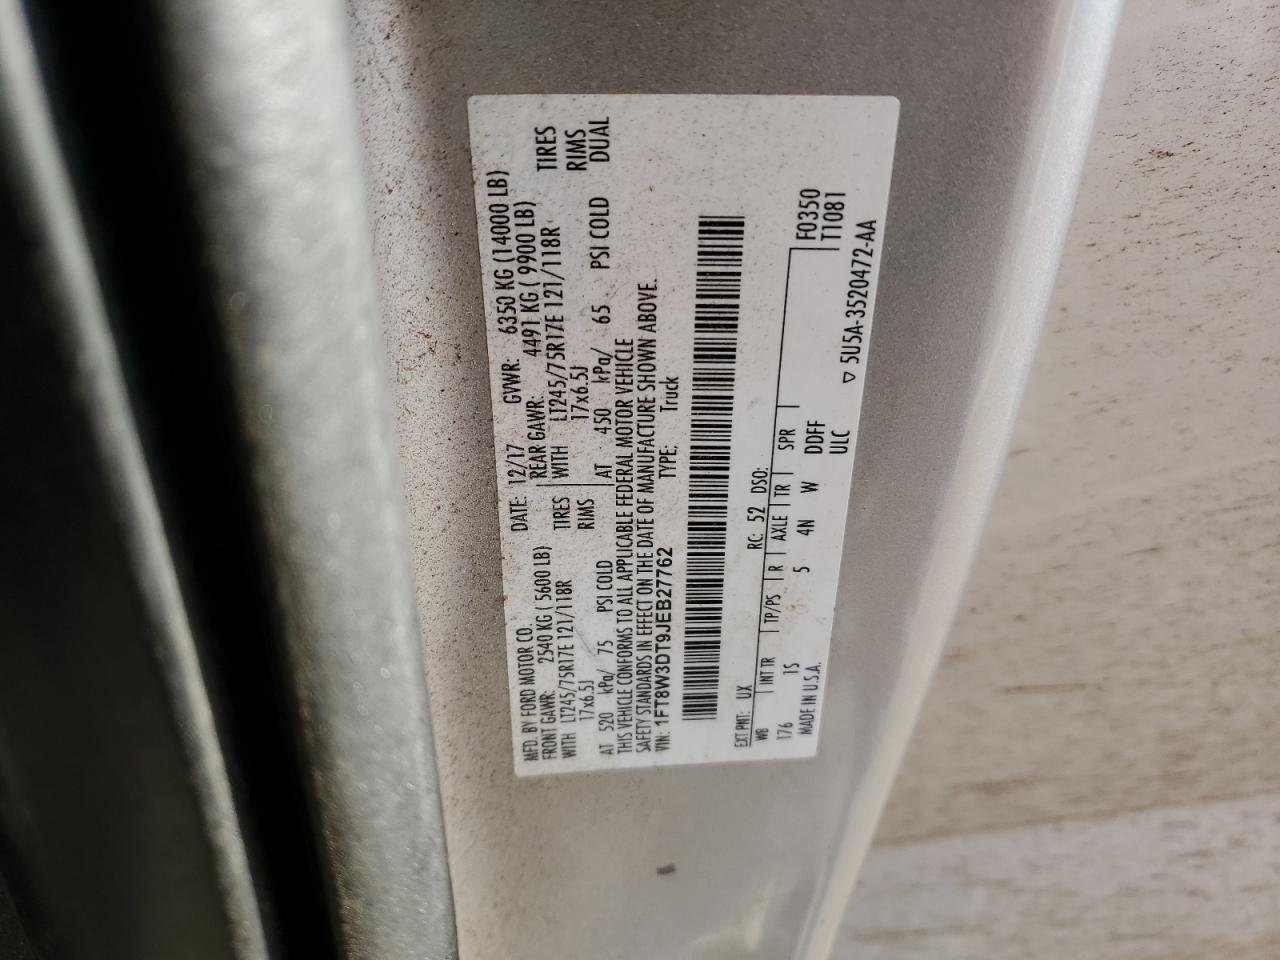 MFD. BY FORD MOTOR CO.
DATE: 12/17 GVWR: 6350 KG (14000 LB)
FRONT GAWR: 2540 KG ( 5600 LB)
REAR GAWR: 4491 KG ( 9900 LB)
WITH LT245/75R17E 121/118R
TIRES WITH LT245/75R17E 121/118R TIRES
17x6.5J RIMS 17x6.5J RIMS
AT 520 kPa/ 75 PSI COLD AT 450 kPa/ 65 PSI COLD DUAL
THIS VEHICLE CONFORMS TO ALL APPLICABLE FEDERAL MOTOR VEHICLE
SAFETY STANDARDS IN EFFECT ON THE DATE OF MANUFACTURE SHOWN ABOVE.
VIN: 1FT8W3DT9JEB27762 TYPE: Truck
EXT PNT: UX RC: 52 DSO:
WB INT TR TP/PS R AXLE TR SPR F0350
176 1S 5 4N W DDFF T1081
MADE IN U.S.A. ULC
▽ 5U5A-3520472-AA